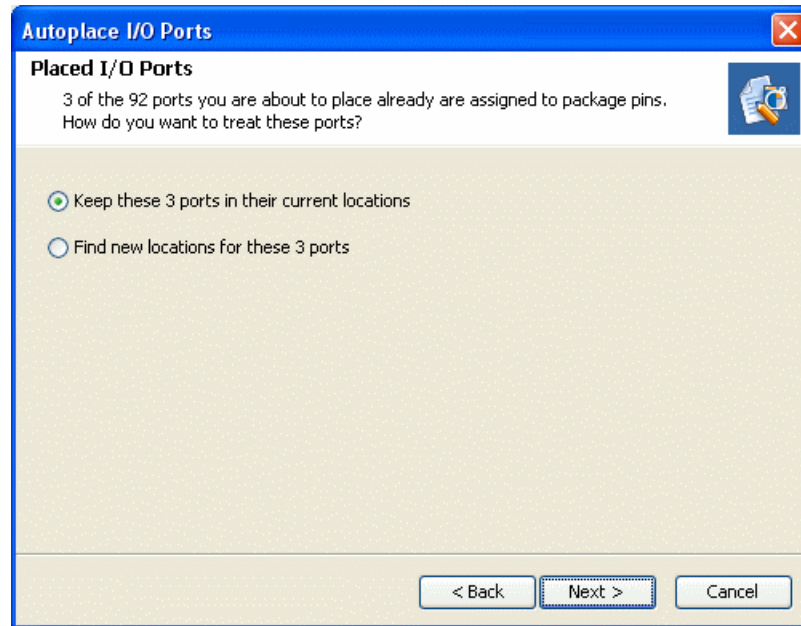 Autoplace I/O Ports
Placed I/O Ports
3 of the 92 ports you are about to place already are assigned to package pins.
How do you want to treat these ports?
Keep these 3 ports in their current locations
Find new locations for these 3 ports
< Back
Next >
Cancel